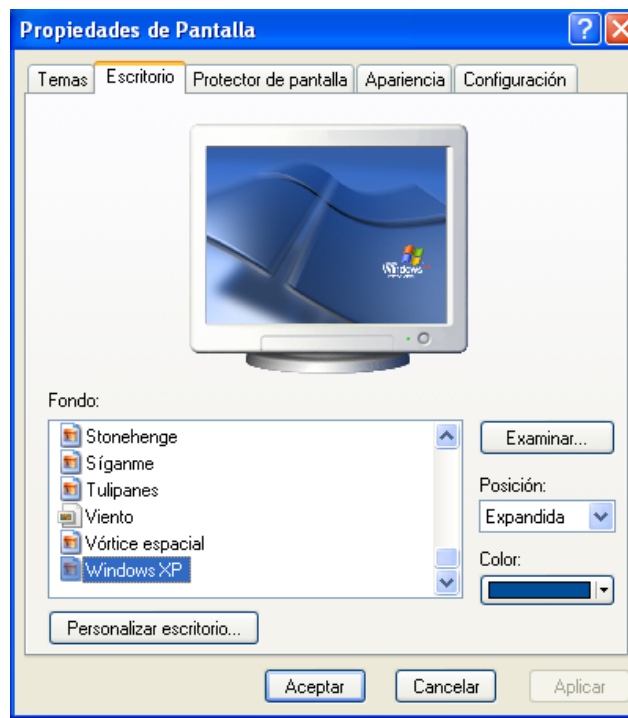 Propiedades de Pantalla
Temas Escritorio Protector de pantalla Apariencia Configuración
Windows
Fondo:
Stonehenge
Síganme
Tulipanes
Viento
Vórtice espacial
Windows XP
Examinar...
Posición:
Expandida
Color:
Personalizar escritorio...
Aceptar Cancelar Aplicar